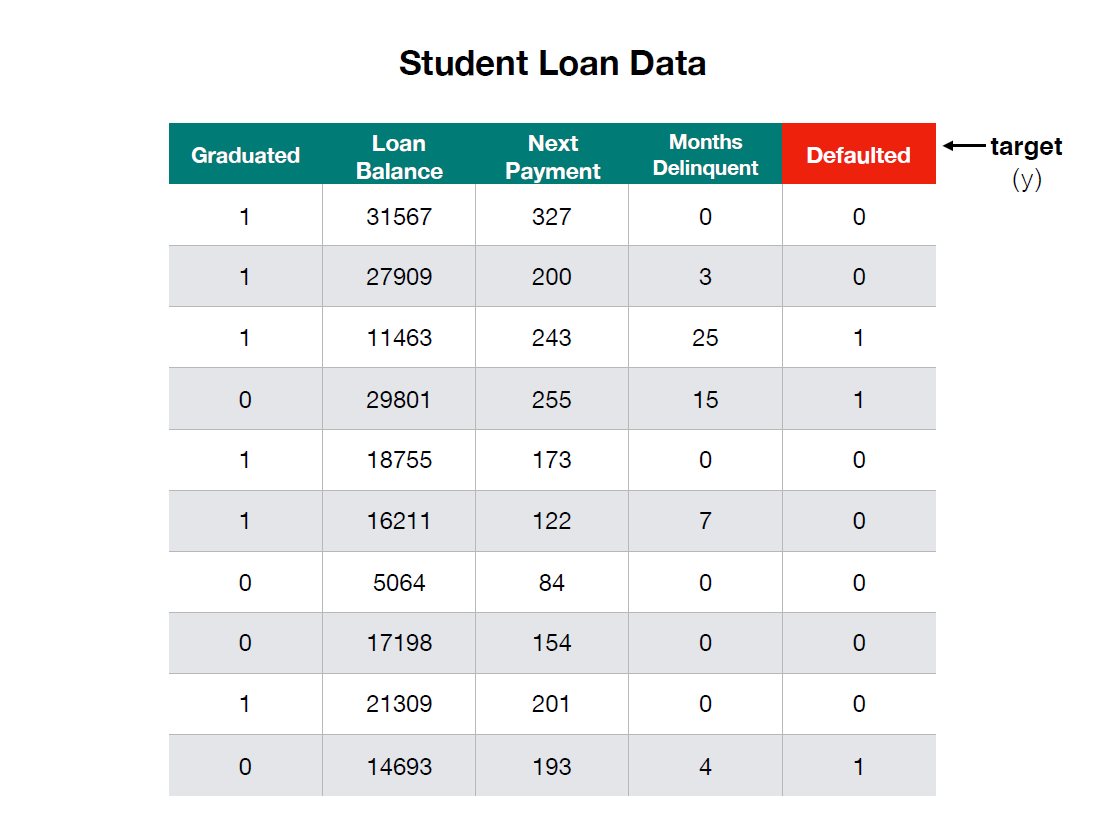 Student Loan Data
Graduated Loan Balance Next Payment Months Delinquent Defaulted target (y)
1 31567 327 0 0
1 27909 200 3 0
1 11463 243 25 1
0 29801 255 15 1
1 18755 173 0 0
1 16211 122 7 0
0 5064 84 0 0
0 17198 154 0 0
1 21309 201 0 0
0 14693 193 4 1